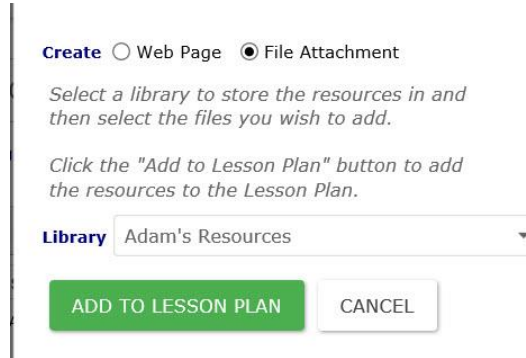 Create Web Page File Attachment
Select a library to store the resources in and
then select the files you wish to add.
Click the "Add to Lesson Plan" button to add
the resources to the Lesson Plan.
Library Adam's Resources
ADD TO LESSON PLAN CANCEL